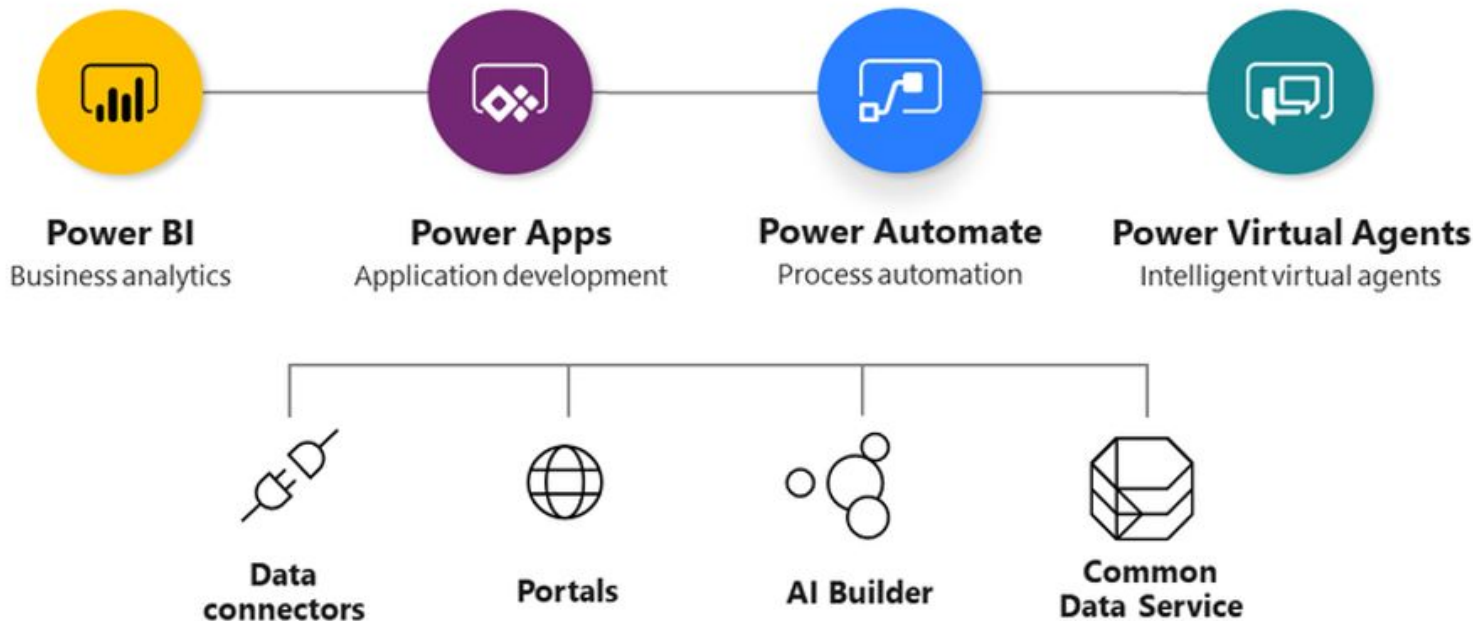 Power BI
Business analytics
Power Apps
Application development
Power Automate
Process automation
Power Virtual Agents
Intelligent virtual agents
Data
connectors
Portals
AI Builder
Common
Data Service